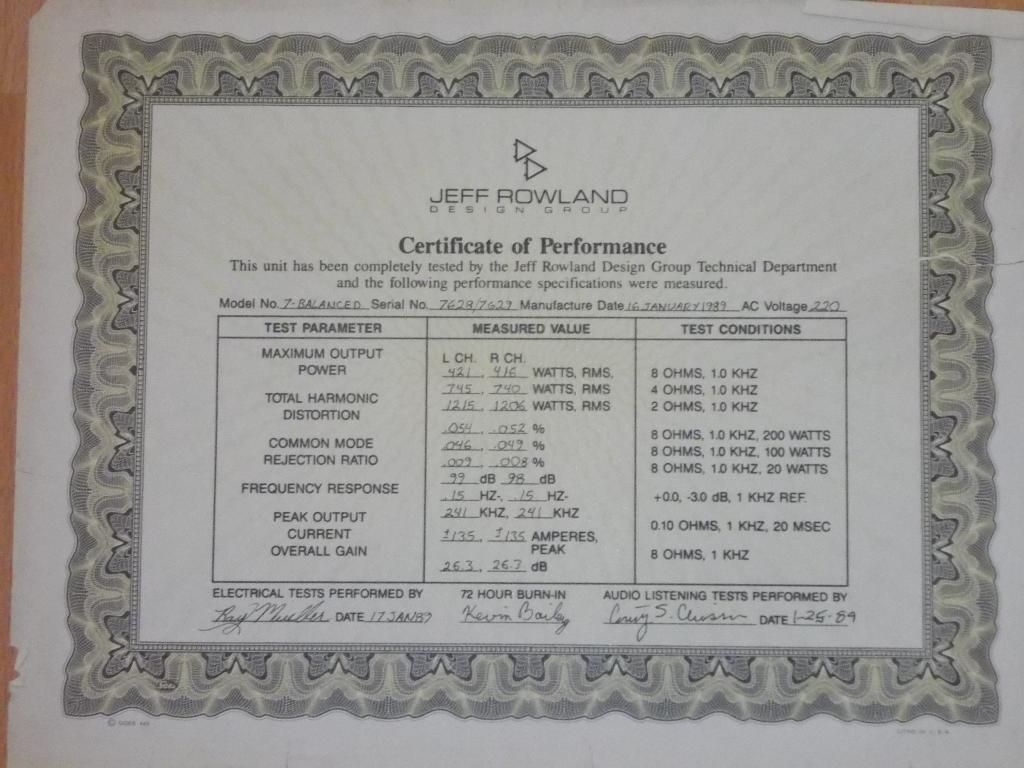 JEFF ROWLAND
DESIGN GROUP
Certificate of Performance
This unit has been completely tested by the Jeff Rowland Design Group Technical Department
and the following performance specifications were measured.
Model No. 7-BALANCED Serial No. 7628/7629 Manufacture Date 16 JANUARY 1989 AC Voltage 220
TEST PARAMETER MEASURED VALUE TEST CONDITIONS
MAXIMUM OUTPUT
POWER
TOTAL HARMONIC
DISTORTION
COMMON MODE
REJECTION RATIO
FREQUENCY RESPONSE
PEAK OUTPUT
CURRENT
OVERALL GAIN
L CH. R CH.
421, 416 WATTS, RMS,
745, 740 WATTS, RMS
1215, 1206 WATTS, RMS
.054, .052 %
.046, .049 %
.009, .008 %
99 dB 98 dB
.15 HZ-, .15 HZ-
241 KHZ, 241 KHZ
±135, ±135 AMPERES,
PEAK
26.3, 26.3 dB
8 OHMS, 1.0 KHZ
4 OHMS, 1.0 KHZ
2 OHMS, 1.0 KHZ
8 OHMS, 1.0 KHZ, 200 WATTS
8 OHMS, 1.0 KHZ, 100 WATTS
8 OHMS, 1.0 KHZ, 20 WATTS
+0.0, -3.0 dB, 1 KHZ REF.
0.10 OHMS, 1 KHZ, 20 MSEC
8 OHMS, 1 KHZ
ELECTRICAL TESTS PERFORMED BY 72 HOUR BURN-IN AUDIO LISTENING TESTS PERFORMED BY
Ray Mueller DATE 17 JAN 89 Kevin Bailey DATE 1-25-89
© GOES
LITHO IN U.S.A.